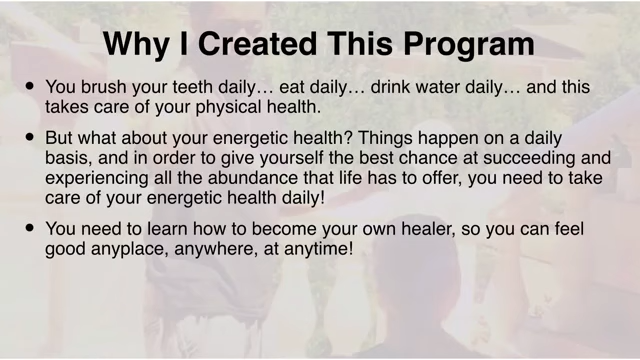 Why I Created This Program
• You brush your teeth daily… eat daily… drink water daily… and this
takes care of your physical health.
• But what about your energetic health? Things happen on a daily
basis, and in order to give yourself the best chance at succeeding and
experiencing all the abundance that life has to offer, you need to take
care of your energetic health daily!
• You need to learn how to become your own healer, so you can feel
good anyplace, anywhere, at anytime!